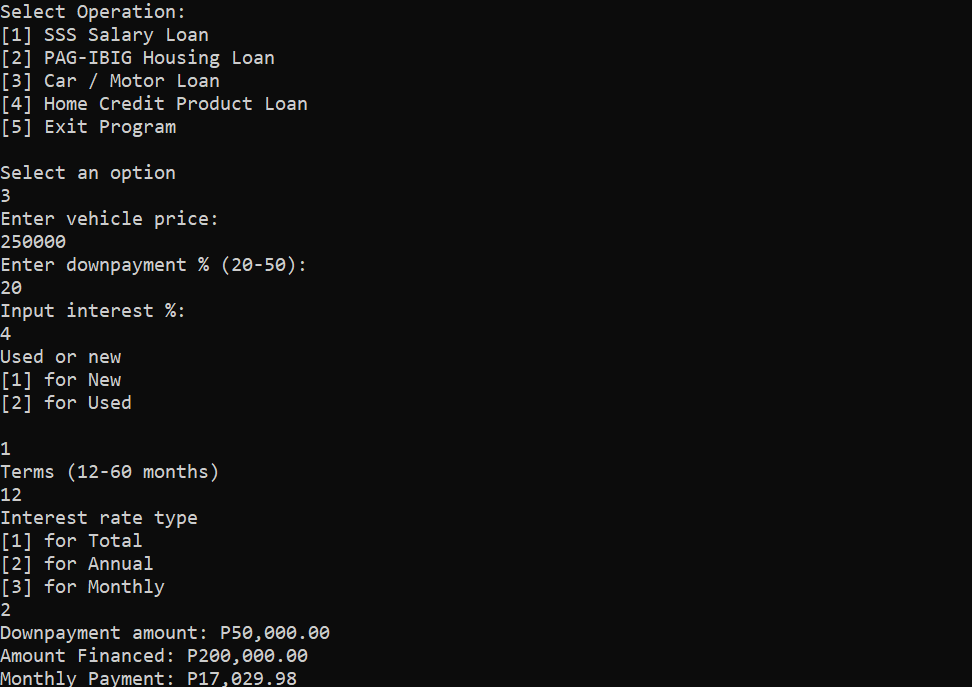 Select Operation:
[1] SSS Salary Loan
[2] PAG-IBIG Housing Loan
[3] Car / Motor Loan
[4] Home Credit Product Loan
[5] Exit Program
Select an option
3
Enter vehicle price:
250000
Enter downpayment % (20-50):
20
Input interest %:
4
Used or new
[1] for New
[2] for Used
1
Terms (12-60 months)
12
Interest rate type
[1] for Total
[2] for Annual
[3] for Monthly
2
Downpayment amount: P50,000.00
Amount Financed: P200,000.00
Monthly Payment: P17,029.98